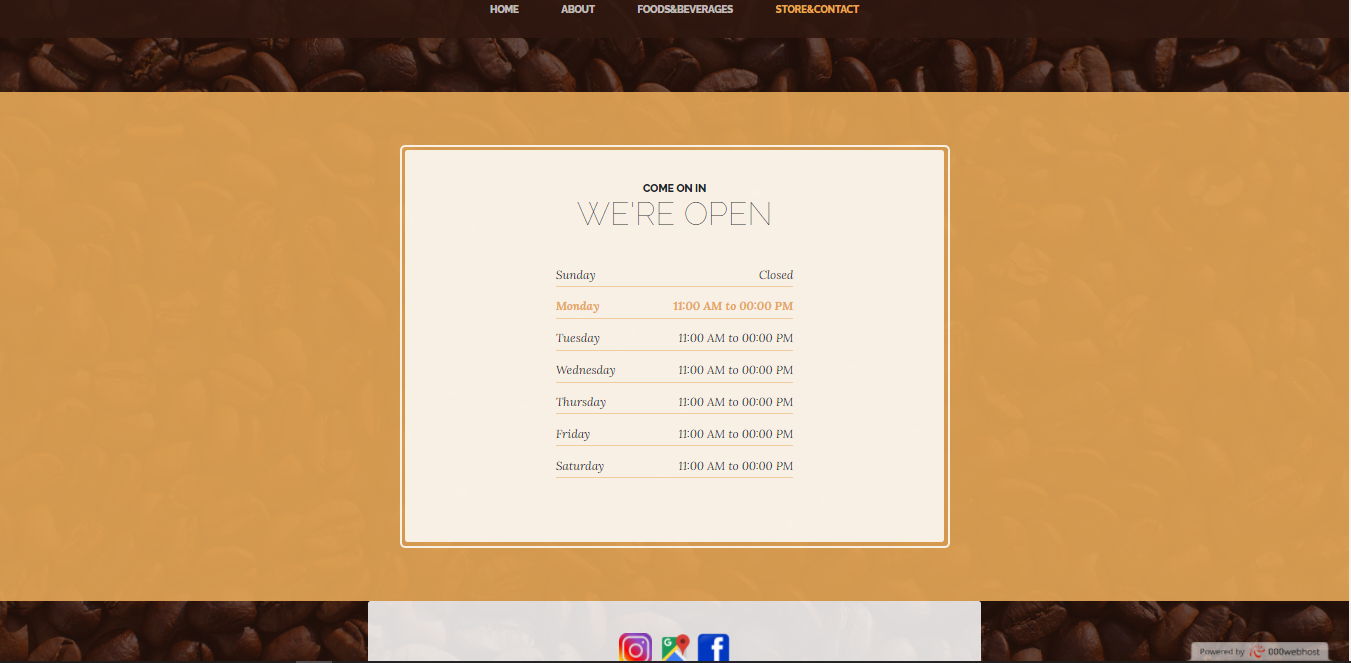 HOME ABOUT FOODS&BEVERAGES STORE&CONTACT
COME ON IN
WE'RE OPEN
Sunday Closed
Monday 11:00 AM to 00:00 PM
Tuesday 11:00 AM to 00:00 PM
Wednesday 11:00 AM to 00:00 PM
Thursday 11:00 AM to 00:00 PM
Friday 11:00 AM to 00:00 PM
Saturday 11:00 AM to 00:00 PM
G f
Powered by 000webhost